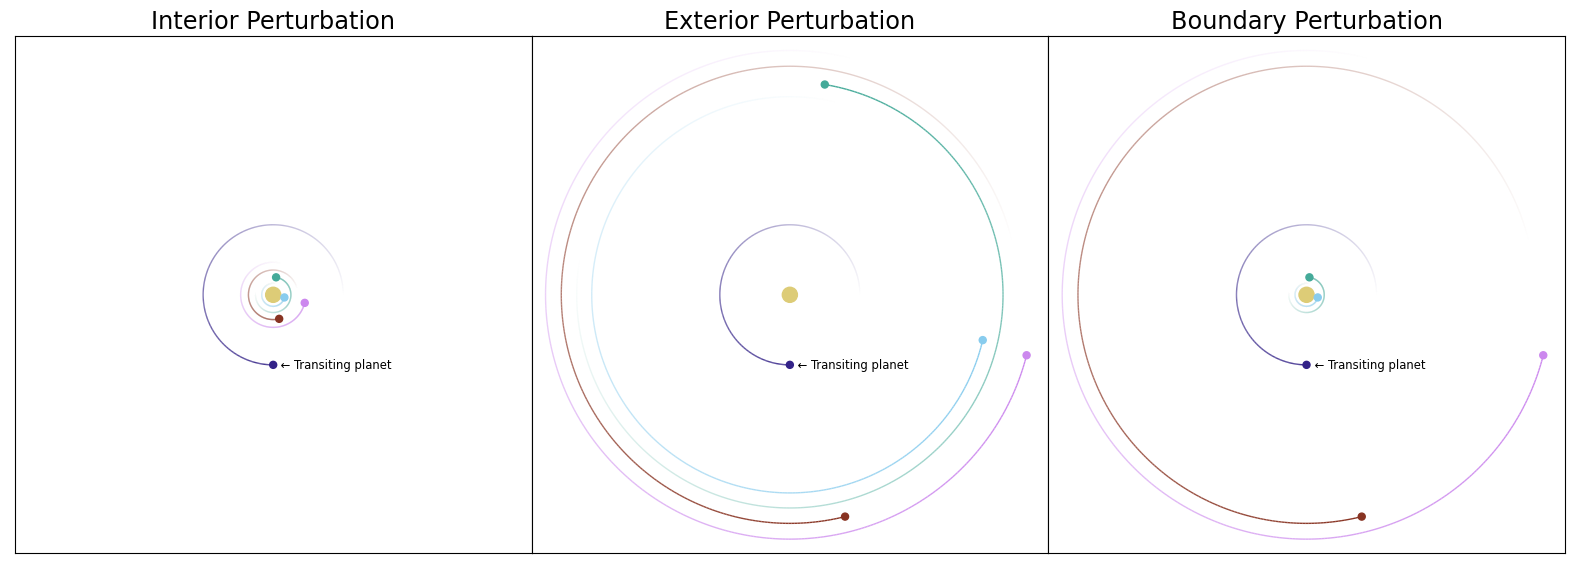 Interior Perturbation
Exterior Perturbation
Boundary Perturbation
← Transiting planet
← Transiting planet
← Transiting planet